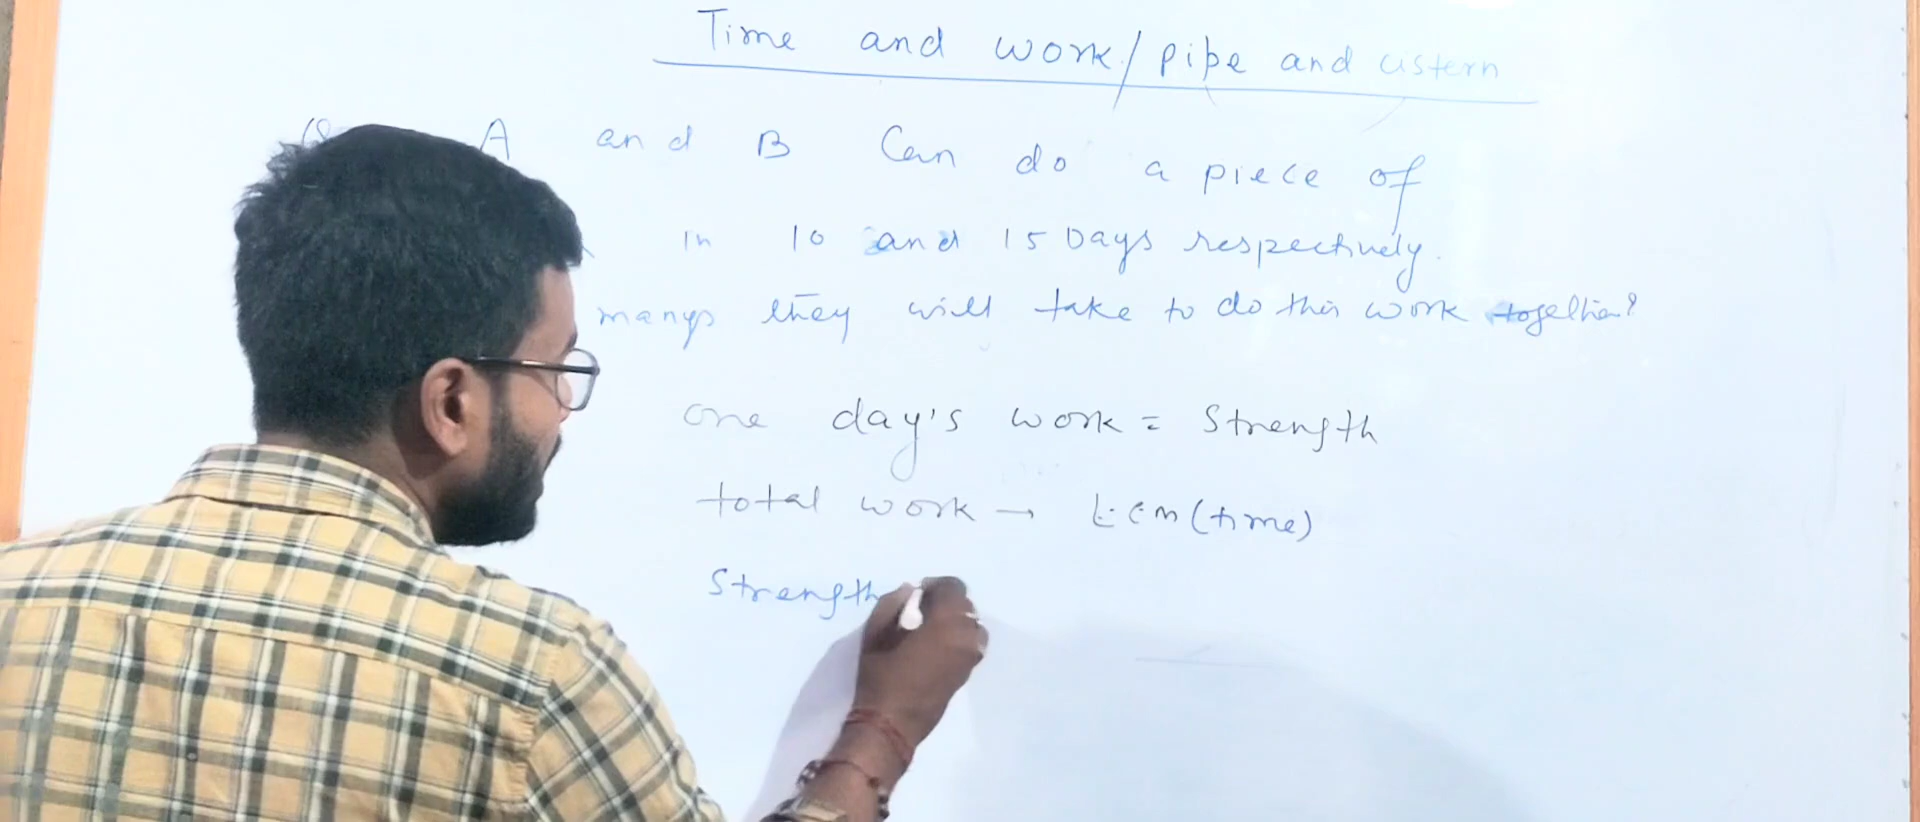 Time and work/pipe and cistern
A and B Can do a piece of
in 10 and 15 Days respectively.
they will take to do this work together?
one day's work = Strength
total work → LCM (time)
Strength